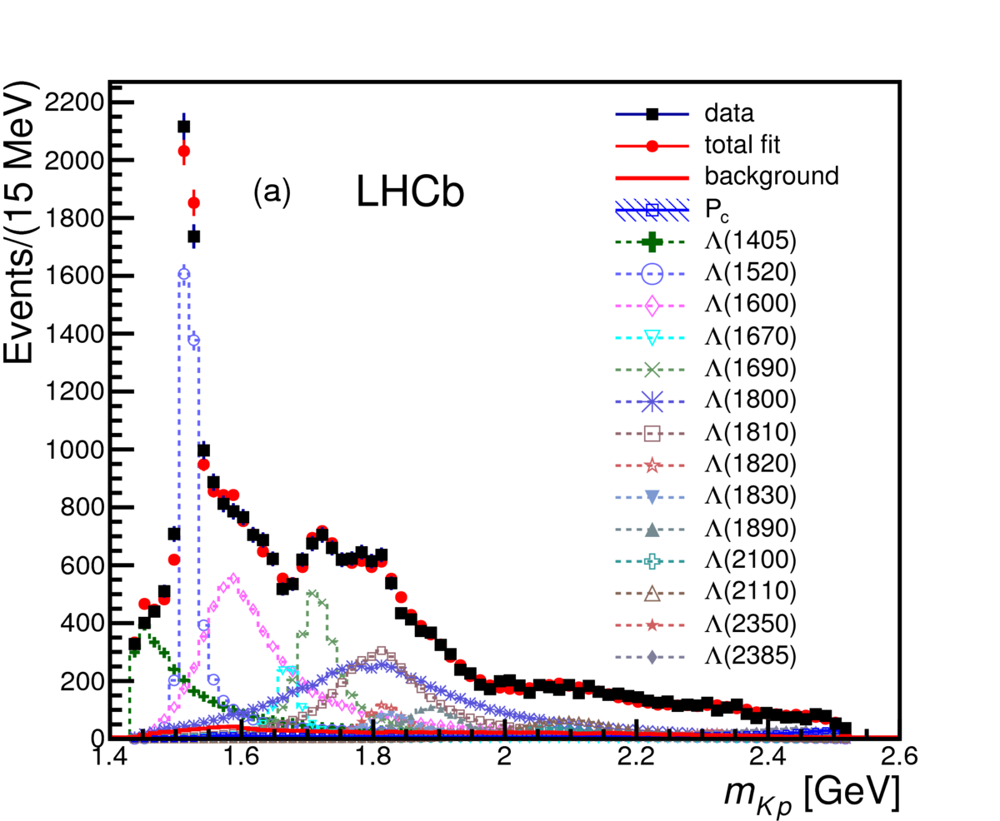 Events/(15 MeV)
2200
2000
1800
1600
1400
1200
1000
800
600
400
200
0
(a) LHCb
data
total fit
background
Pc
Λ(1405)
Λ(1520)
Λ(1600)
Λ(1670)
Λ(1690)
Λ(1800)
Λ(1810)
Λ(1820)
Λ(1830)
Λ(1890)
Λ(2100)
Λ(2110)
Λ(2350)
Λ(2385)
1.4 1.6 1.8 2 2.2 2.4 2.6
mKp [GeV]